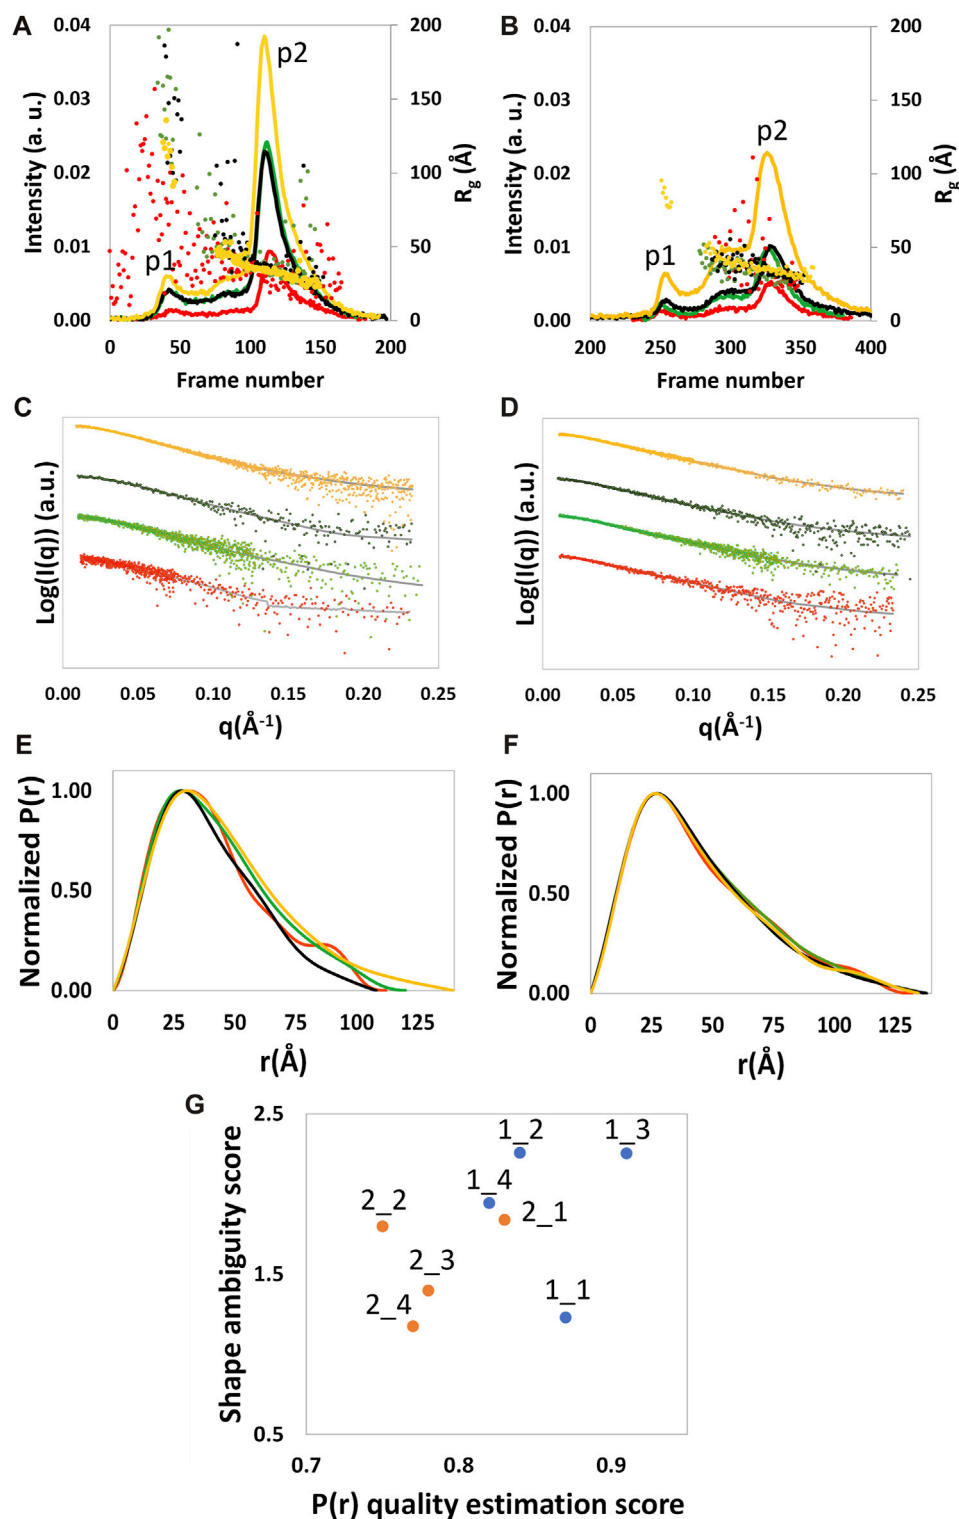 A
0.04
0.03
0.02
0.01
0.00
Intensity (a. u.)
p1
p2
200
150
100
50
0
Rg (Å)
0 50 100 150 200
Frame number
B
0.04
0.03
0.02
0.01
0.00
Intensity (a. u.)
p1
p2
200
150
100
50
0
Rg (Å)
200 250 300 350 400
Frame number
C
Log(I(q)) (a.u.)
0.00 0.05 0.10 0.15 0.20 0.25
q(Å-1)
D
Log(I(q)) (a.u.)
0.00 0.05 0.10 0.15 0.20 0.25
q(Å-1)
E
Normalized P(r)
1.00
0.50
0.00
0 25 50 75 100 125
r(Å)
F
Normalized P(r)
1.00
0.50
0.00
0 25 50 75 100 125
r(Å)
G
Shape ambiguity score
2.5
1.5
0.5
1_2
1_3
1_4
2_2
2_1
2_3
2_4
1_1
0.7 0.8 0.9
P(r) quality estimation score